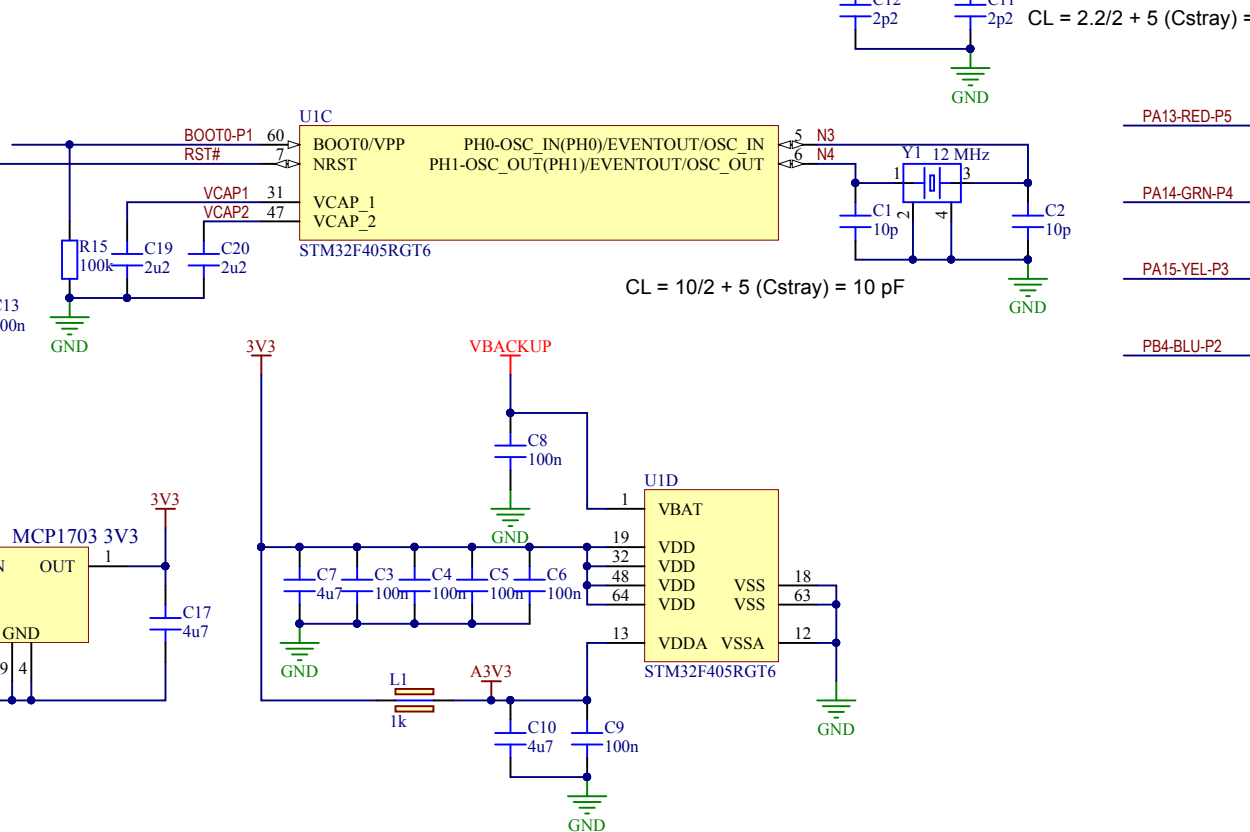 C12
2p2
C11
2p2
CL = 2.2/2 + 5 (Cstray) =
GND
U1C
BOOT0-P1
60
BOOT0/VPP
PH0-OSC_IN(PH0)/EVENTOUT/OSC_IN
5
N3
RST#
7
NRST
PH1-OSC_OUT(PH1)/EVENTOUT/OSC_OUT
6
N4
Y1
12 MHz
1
3
2
4
VCAP1
31
VCAP_1
VCAP2
47
VCAP_2
STM32F405RGT6
C1
10p
C2
10p
PA13-RED-P5
PA14-GRN-P4
PA15-YEL-P3
PB4-BLU-P2
R15
100k
C19
2u2
C20
2u2
CL = 10/2 + 5 (Cstray) = 10 pF
GND
C13
00n
GND
3V3
VBACKUP
C8
100n
GND
U1D
1
VBAT
19
VDD
32
VDD
48
VDD
64
VDD
13
VDDA
VSS
18
VSS
63
VSSA
12
STM32F405RGT6
GND
3V3
MCP1703 3V3
N
OUT
1
C17
4u7
GND
9
4
C7
4u7
C3
100n
C4
100n
C5
100n
C6
100n
GND
L1
1k
A3V3
C10
4u7
C9
100n
GND